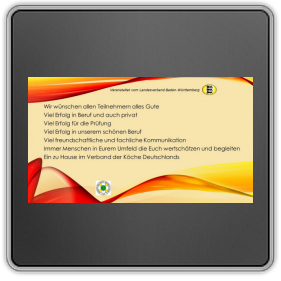 Veranstaltet vom Landesverband Baden-Württemberg
Wir wünschen allen Teilnehmern alles Gute
Viel Erfolg in Beruf und auch privat
Viel Erfolg für die Prüfung
Viel Erfolg in unserem schönen Beruf
Viel freundschaftliche und fachliche Kommunikation
Immer Menschen in Eurem Umfeld die Euch wertschätzen und begleiten
Ein zu Hause im Verband der Köche Deutschlands